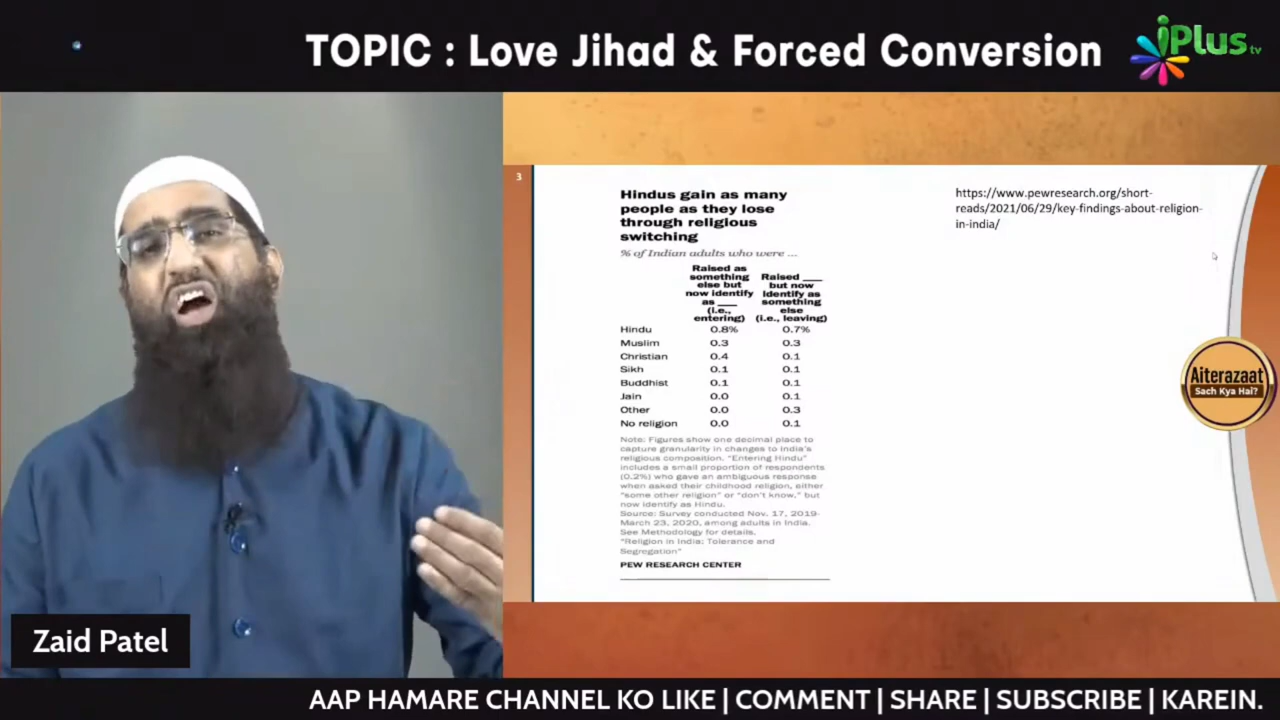 TOPIC : Love Jihad & Forced Conversion
iPlus tv
3
Hindus gain as many
people as they lose
through religious
switching
% of Indian adults who were ...
Raised as
something
else but
now identify
as ___
(i.e.,
entering)
Raised ___
but now
identify as
something
else
(i.e., leaving)
Hindu 0.8% 0.7%
Muslim 0.3 0.3
Christian 0.4 0.1
Sikh 0.1 0.1
Buddhist 0.1 0.1
Jain 0.0 0.1
Other 0.0 0.3
No religion 0.0 0.1
Note: Figures show one decimal place to
capture granularity in changes to India's
religious composition. "Entering Hindu"
includes a small proportion of respondents
(0.2%) who gave an ambiguous response
when asked their childhood religion, either
"some other religion" or "don't know," but
now identify as Hindu.
Source: Survey conducted Nov. 17, 2019-
March 23, 2020, among adults in India.
See Methodology for details.
"Religion in India: Tolerance and
Segregation"
PEW RESEARCH CENTER
https://www.pewresearch.org/short-
reads/2021/06/29/key-findings-about-religion-
in-india/
Aiterazaat
Sach Kya Hai?
Zaid Patel
AAP HAMARE CHANNEL KO LIKE | COMMENT | SHARE | SUBSCRIBE | KAREIN.